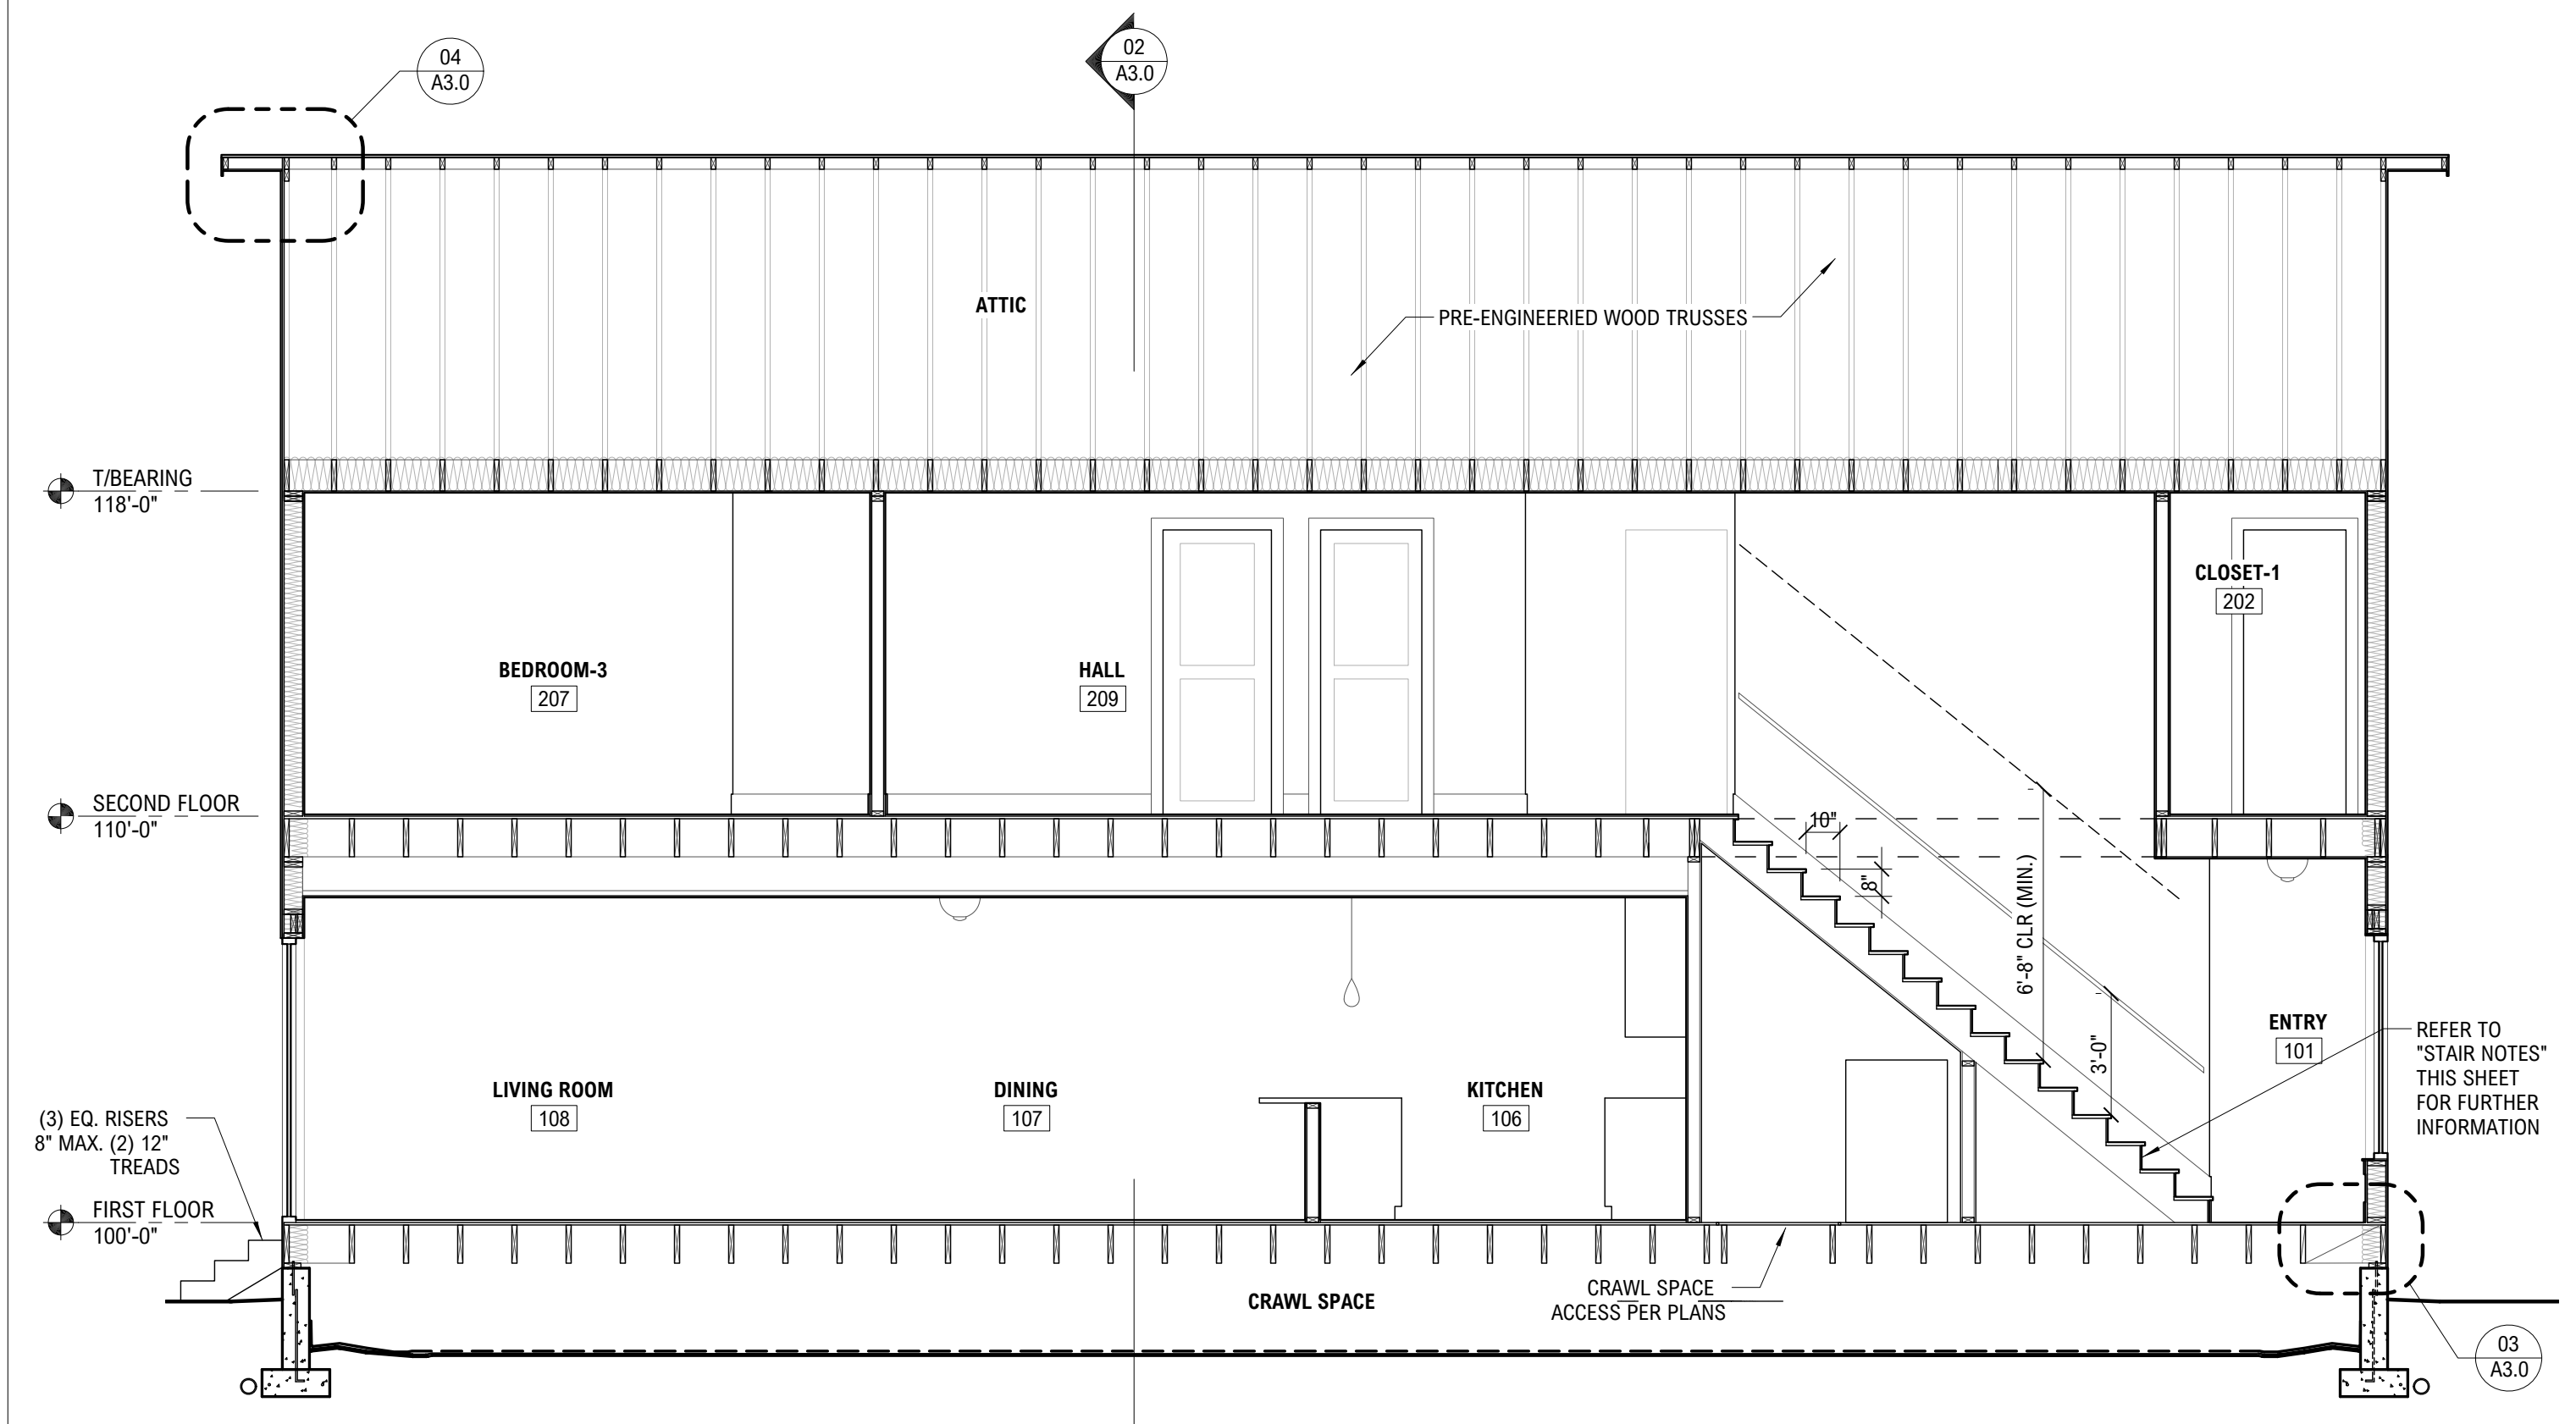 04
A3.0
02
A3.0
ATTIC
PRE-ENGINEERIED WOOD TRUSSES
T/BEARING
118'-0"
CLOSET-1
202
BEDROOM-3
207
HALL
209
SECOND FLOOR
110'-0"
10"
8"
6'-8" CLR (MIN.)
3'-0"
ENTRY
101
REFER TO
"STAIR NOTES"
THIS SHEET
FOR FURTHER
INFORMATION
LIVING ROOM
108
DINING
107
KITCHEN
106
(3) EQ. RISERS
8" MAX. (2) 12"
TREADS
FIRST FLOOR
100'-0"
CRAWL SPACE
CRAWL SPACE
ACCESS PER PLANS
03
A3.0